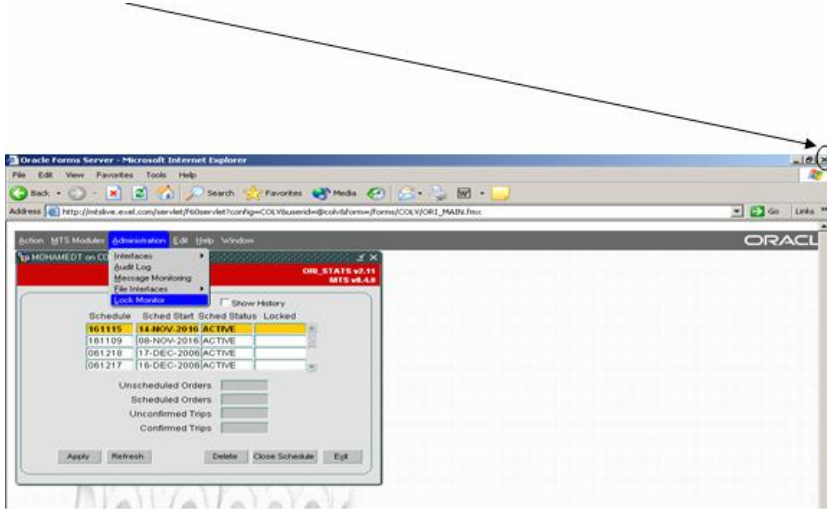 Oracle Forms Server - Microsoft Internet Explorer
File Edit View Favorites Tools Help
Back Search Favorites Media
Address http://mtslive.exel.com/servlet/f60servlet?config=COLV&userid=@colv&form=/forms/COLV/ORI_MAIN.fmx Go Links »
Action MTS Modules Administration Edit Help Window ORACL
MOHAMEDT on CO
Interfaces
Audit Log
Message Monitoring
File Interfaces
Lock Monitor
ORI_STATS v2.11
MTS v8.4.0
Show History
Schedule Sched Start Sched Status Locked
161115 14-NOV-2016 ACTIVE
161109 08-NOV-2016 ACTIVE
061218 17-DEC-2006 ACTIVE
061217 16-DEC-2006 ACTIVE
Unscheduled Orders
Scheduled Orders
Unconfirmed Trips
Confirmed Trips
Apply Refresh Delete Close Schedule Exit